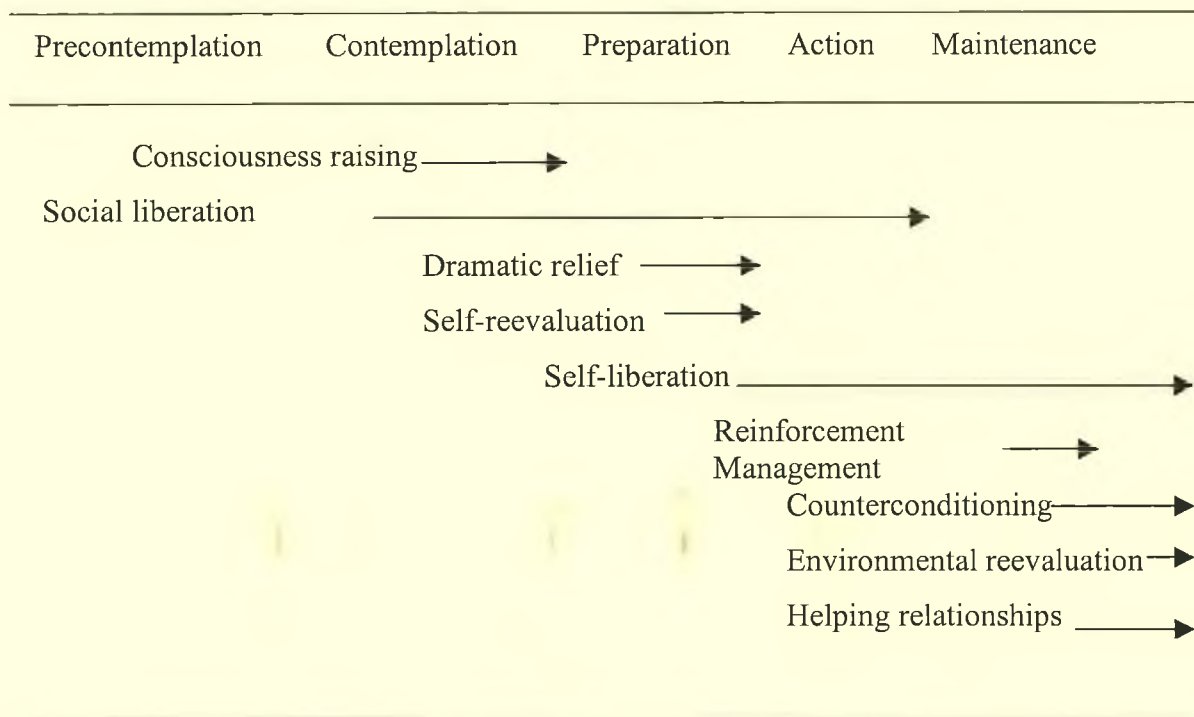 Precontemplation Contemplation Preparation Action Maintenance
Consciousness raising
Social liberation
Dramatic relief
Self-reevaluation
Self-liberation
Reinforcement
Management
Counterconditioning
Environmental reevaluation
Helping relationships